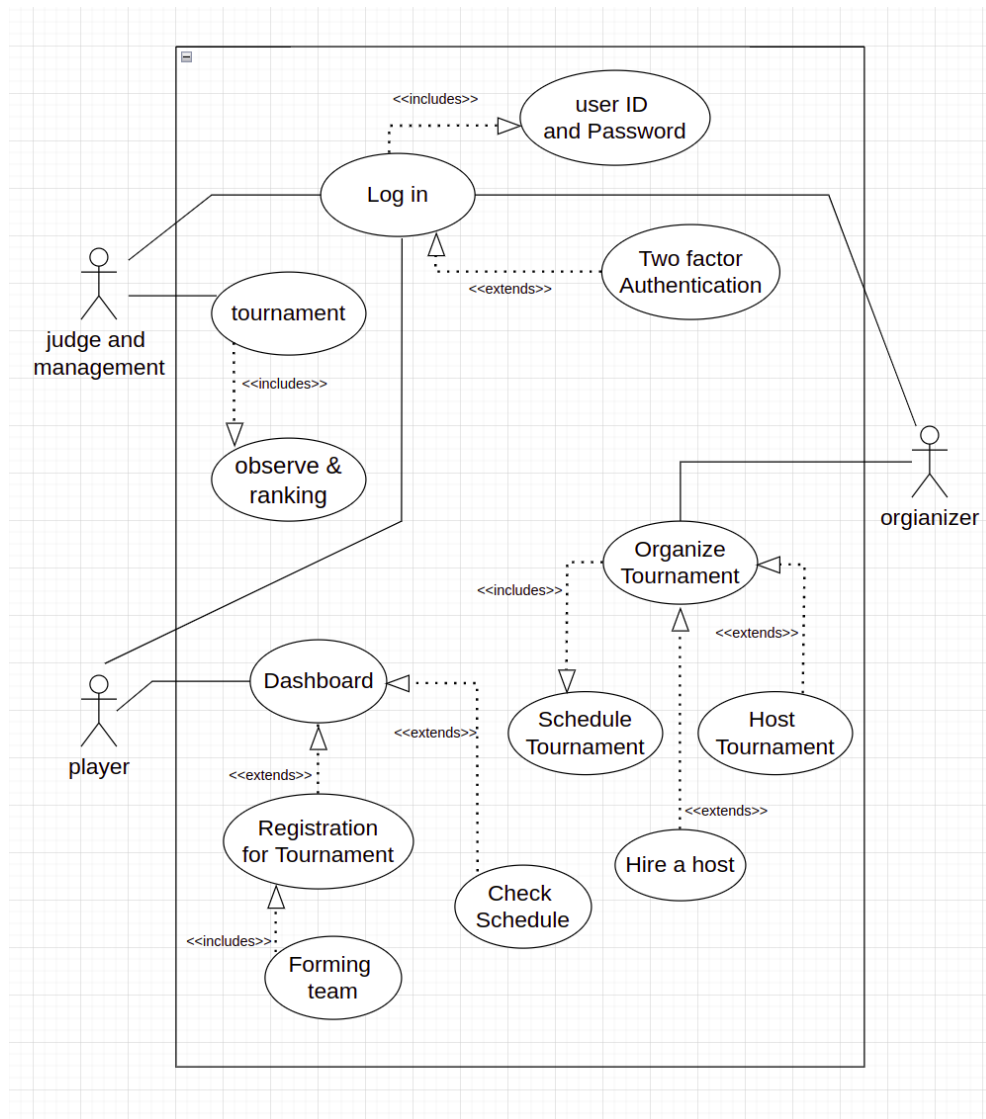 <<includes>>
user ID
and Password
Log in
Two factor
Authentication
<<extends>>
tournament
judge and
management
<<includes>>
observe &
ranking
orgianizer
Organize
Tournament
<<includes>>
<<extends>>
Dashboard
Schedule
Tournament
Host
Tournament
<<extends>>
player
<<extends>>
<<extends>>
Registration
for Tournament
Hire a host
Check
Schedule
<<includes>>
Forming
team